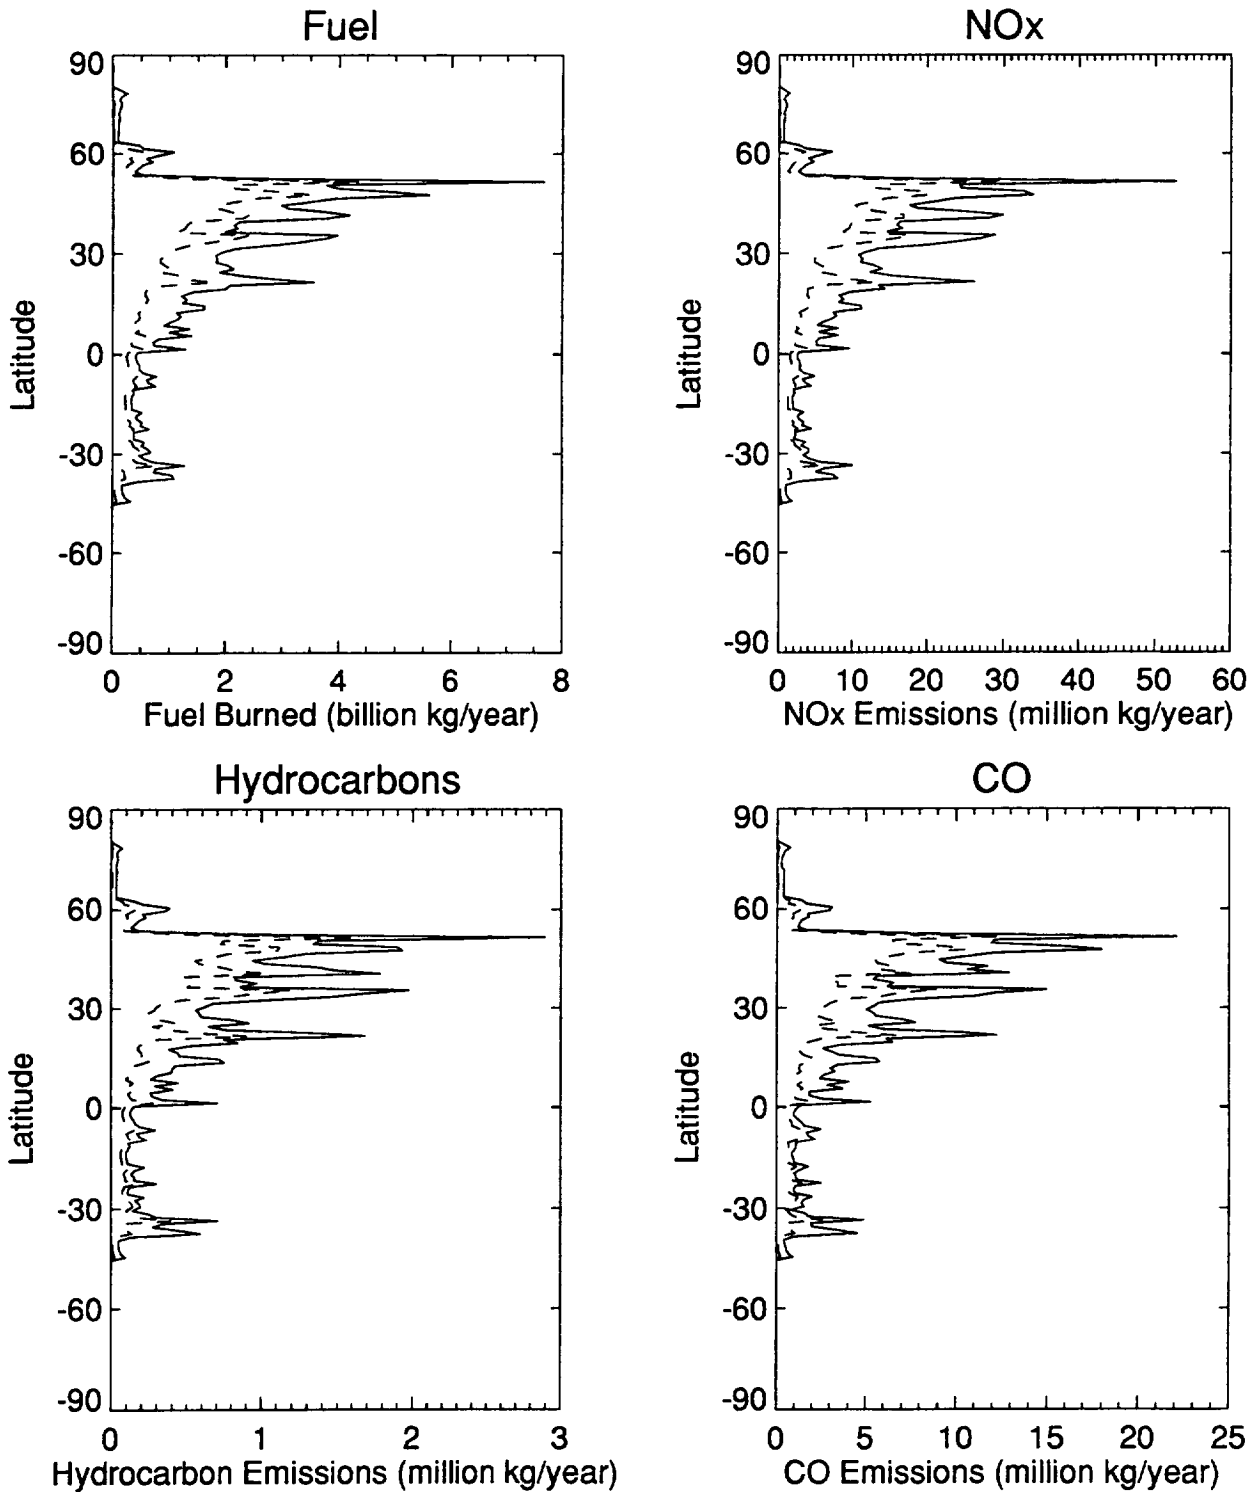 Fuel
90
60
30
0
-30
-60
-90
Latitude
0 2 4 6 8
Fuel Burned (billion kg/year)
NOx
90
60
30
0
-30
-60
-90
Latitude
0 10 20 30 40 50 60
NOx Emissions (million kg/year)
Hydrocarbons
90
60
30
0
-30
-60
-90
Latitude
0 1 2 3
Hydrocarbon Emissions (million kg/year)
CO
90
60
30
0
-30
-60
-90
Latitude
0 5 10 15 20 25
CO Emissions (million kg/year)